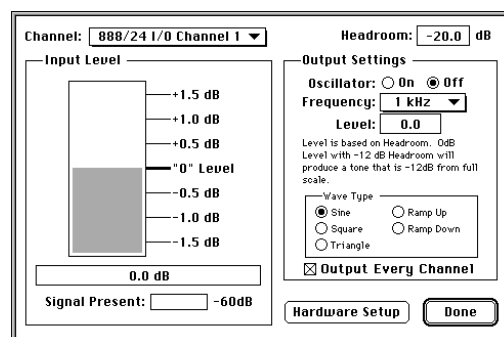 Channel: 888/24 I/O Channel 1
Headroom: -20.0 dB
Input Level
+1.5 dB
+1.0 dB
+0.5 dB
"0" Level
-0.5 dB
-1.0 dB
-1.5 dB
0.0 dB
Signal Present: -60dB
Output Settings
Oscillator: On Off
Frequency: 1 kHz
Level: 0.0
Level is based on Headroom. 0dB
Level with -12 dB Headroom will
produce a tone that is -12dB from full
scale.
Wave Type
Sine Ramp Up
Square Ramp Down
Triangle
Output Every Channel
Hardware Setup Done